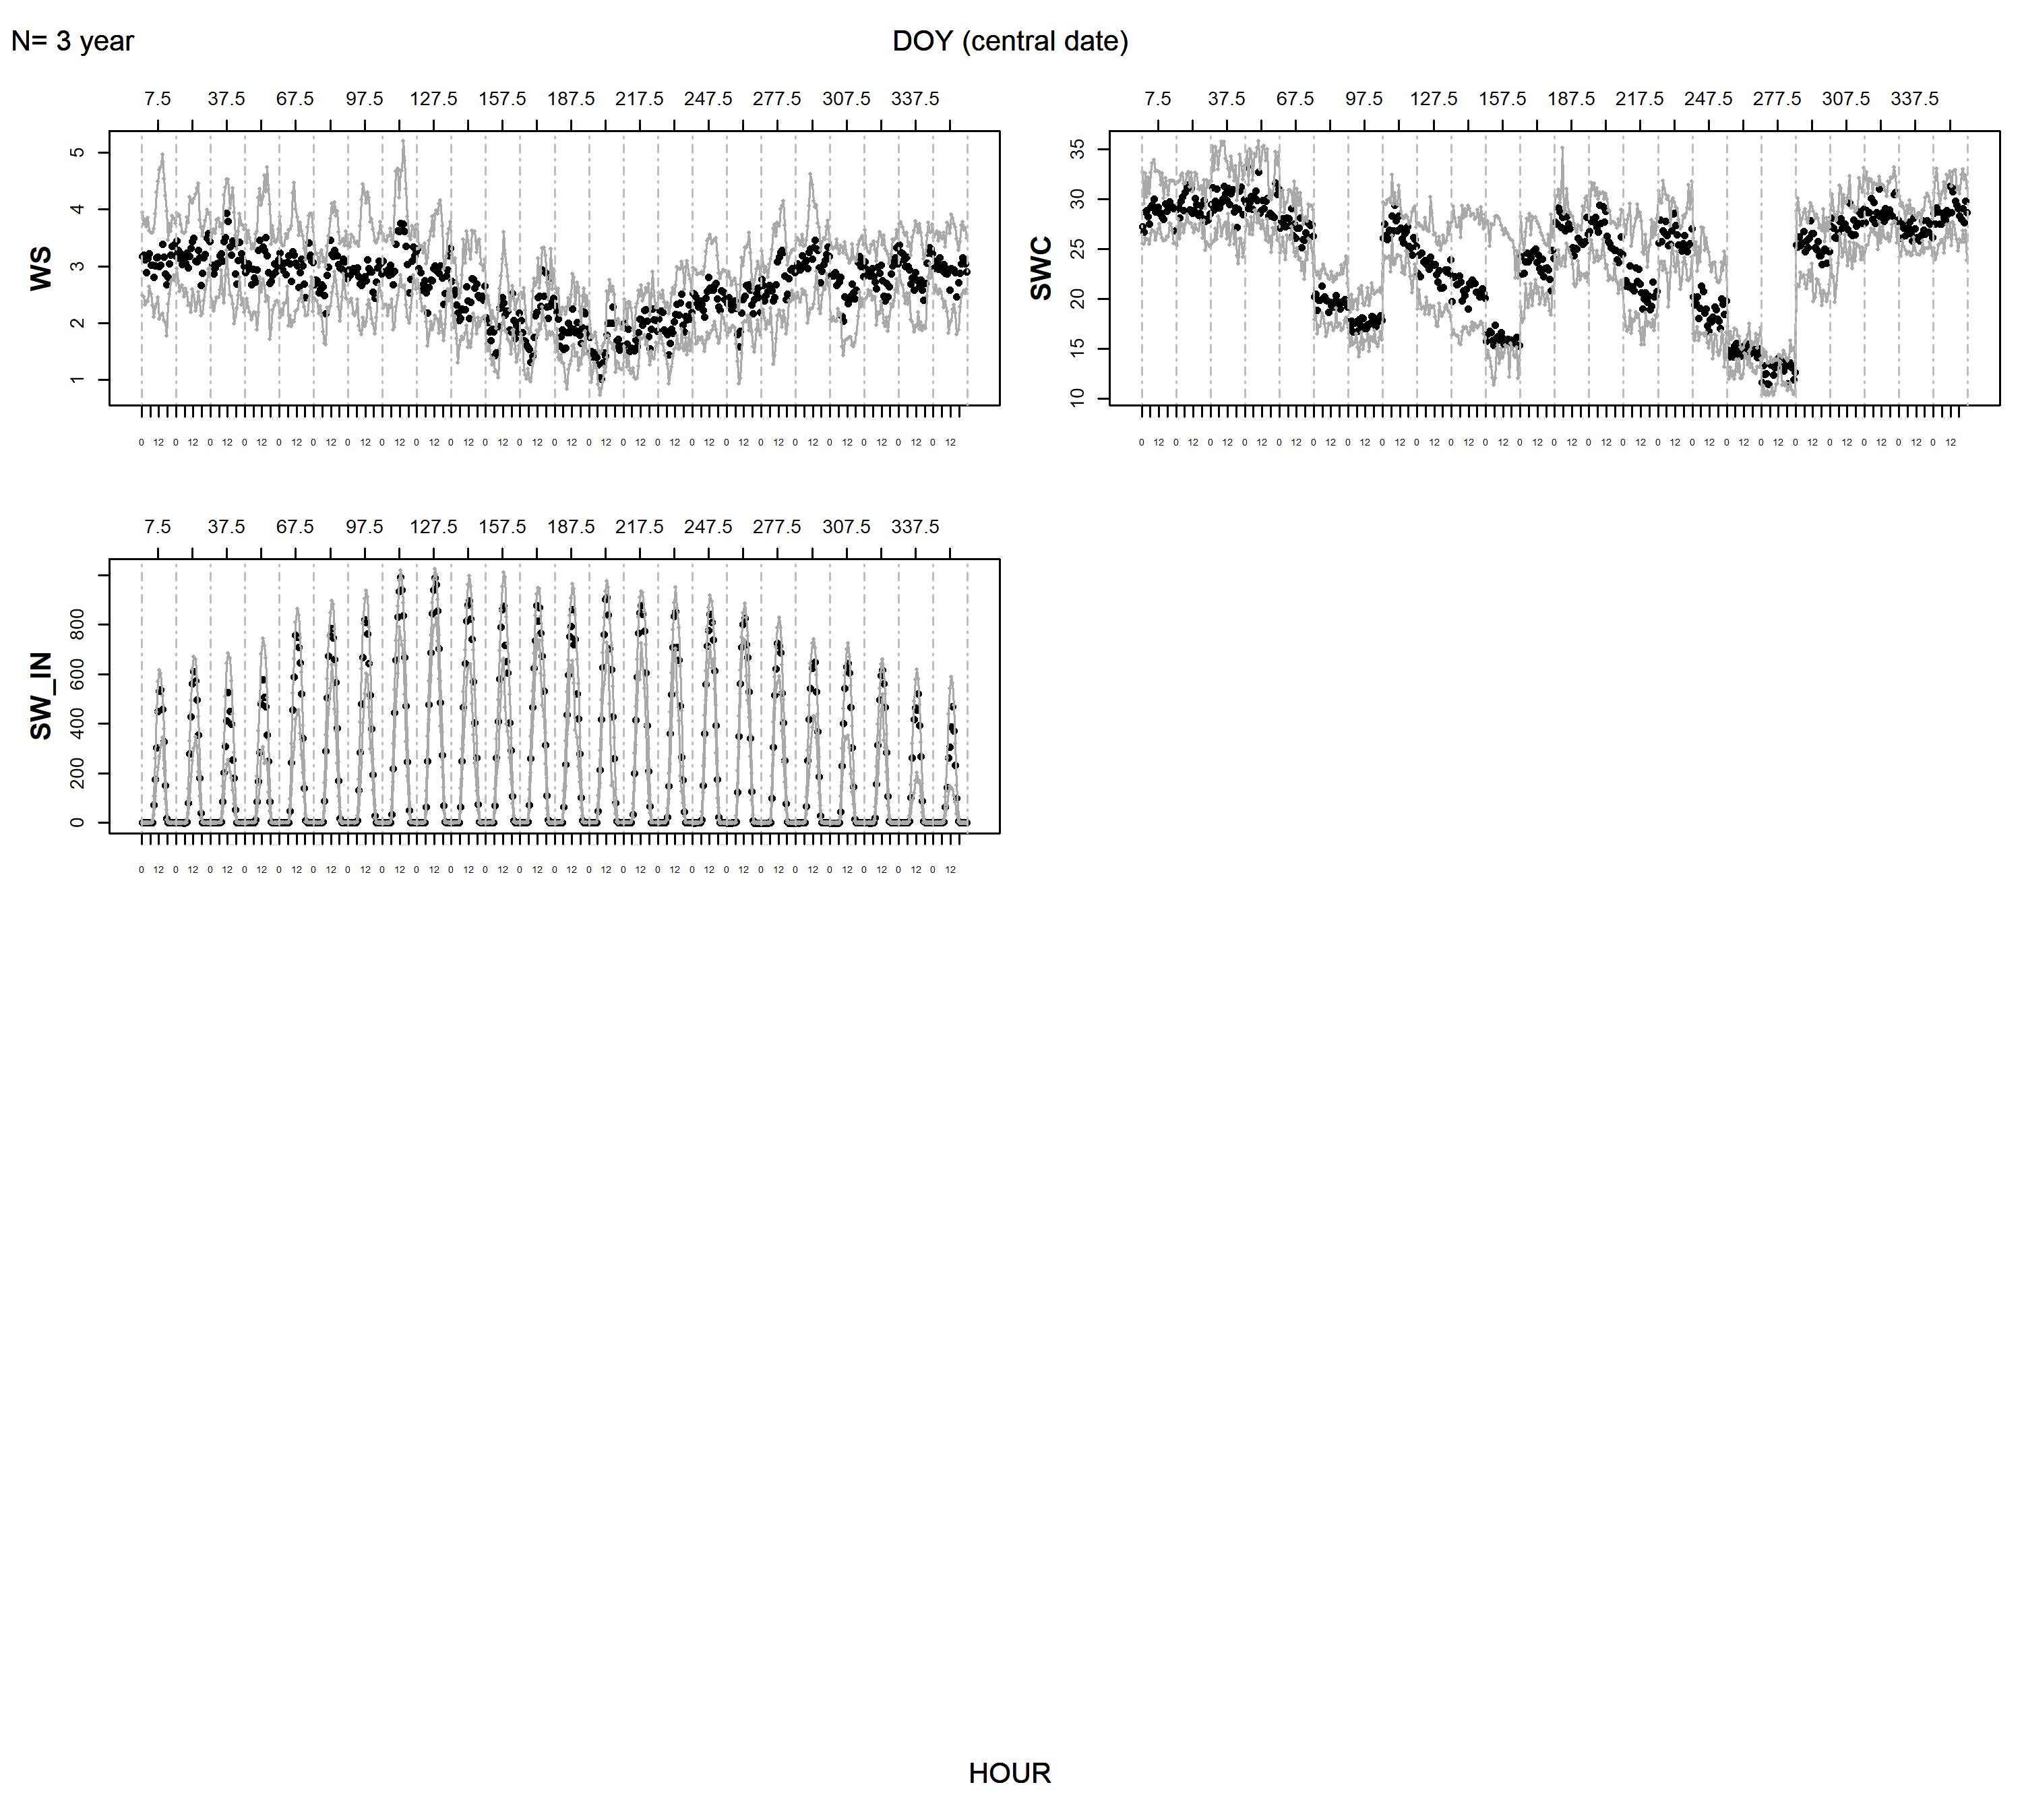 N= 3 year
DOY (central date)
7.5 37.5 67.5 97.5 127.5 157.5 187.5 217.5 247.5 277.5 307.5 337.5
WS
5
4
3
2
1
0 12 0 12 0 12 0 12 0 12 0 12 0 12 0 12 0 12 0 12 0 12 0 12 0 12 0 12 0 12 0 12 0 12 0 12 0 12 0 12 0 12 0 12 0 12 0 12
7.5 37.5 67.5 97.5 127.5 157.5 187.5 217.5 247.5 277.5 307.5 337.5
SWC
35
30
25
20
15
10
0 12 0 12 0 12 0 12 0 12 0 12 0 12 0 12 0 12 0 12 0 12 0 12 0 12 0 12 0 12 0 12 0 12 0 12 0 12 0 12 0 12 0 12 0 12 0 12
7.5 37.5 67.5 97.5 127.5 157.5 187.5 217.5 247.5 277.5 307.5 337.5
SW_IN
800
600
400
200
0
0 12 0 12 0 12 0 12 0 12 0 12 0 12 0 12 0 12 0 12 0 12 0 12 0 12 0 12 0 12 0 12 0 12 0 12 0 12 0 12 0 12 0 12 0 12 0 12
HOUR